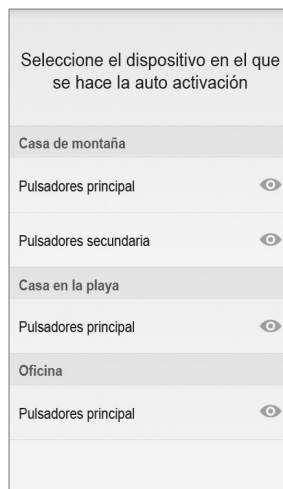 Seleccione el dispositivo en el que
se hace la auto activación
Casa de montaña
Pulsadores principal
Pulsadores secundaria
Casa en la playa
Pulsadores principal
Oficina
Pulsadores principal